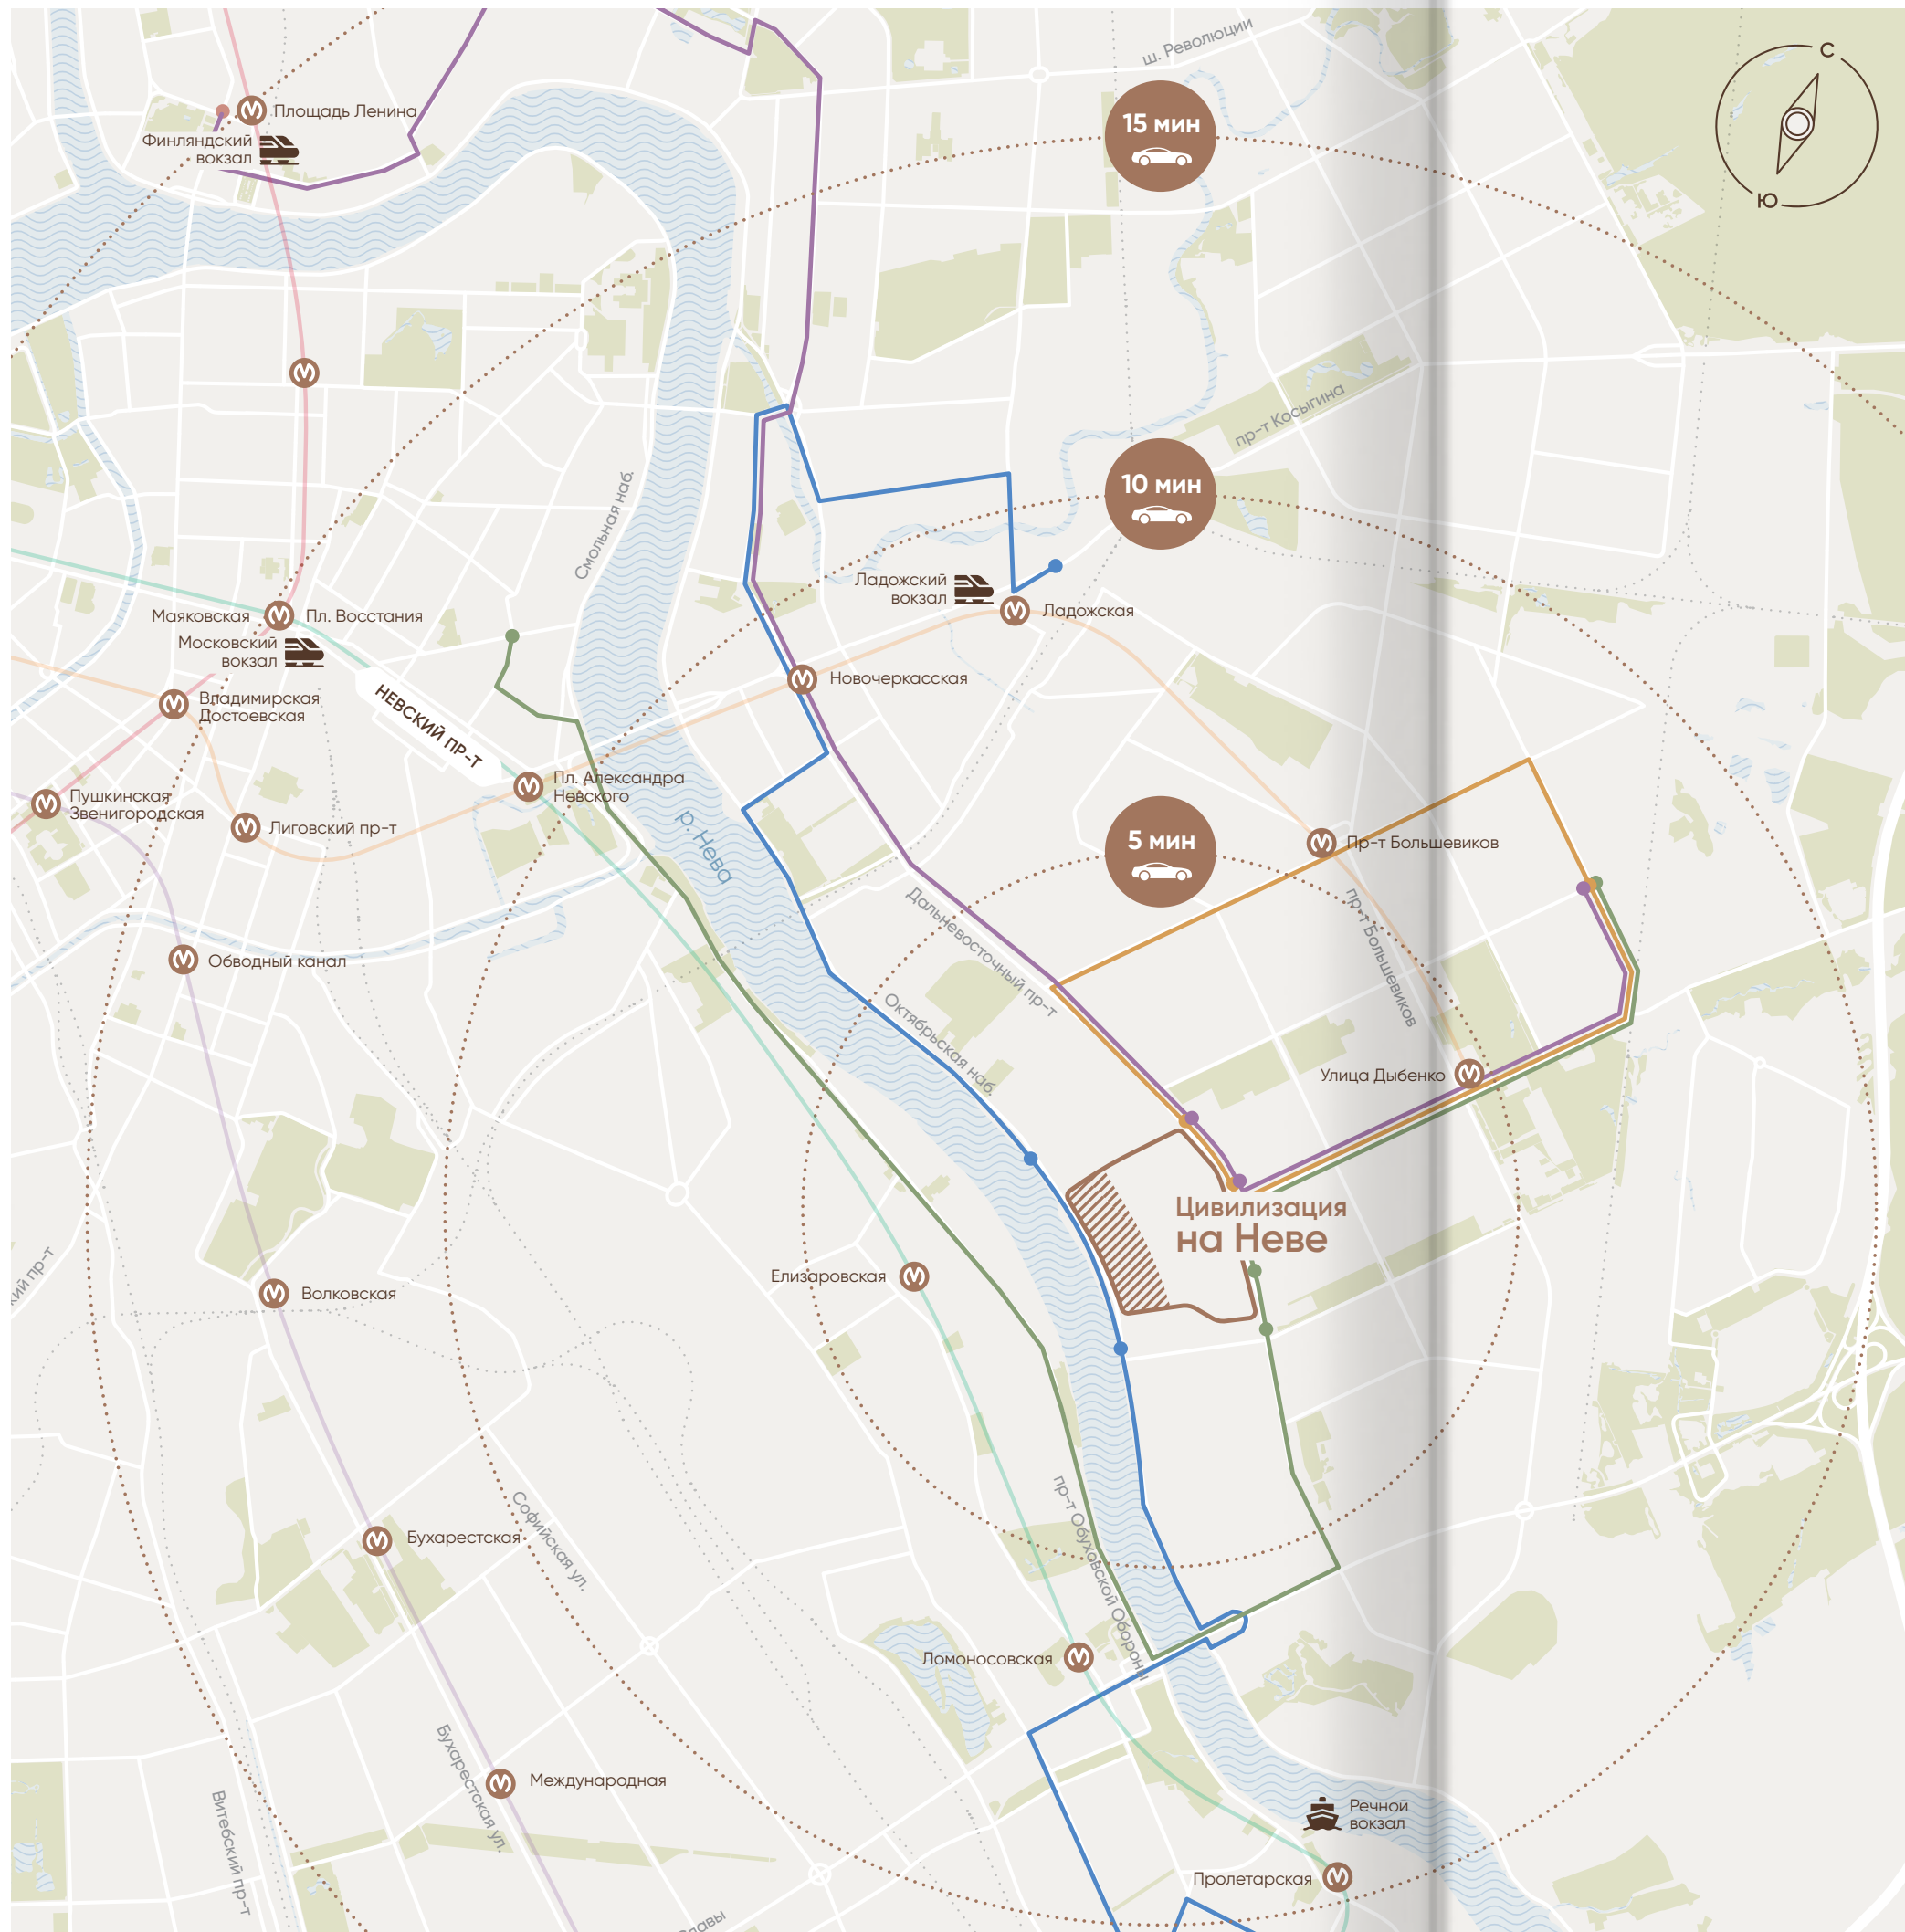 ш. Революции
С
Ю
15 мин
Площадь Ленина
Финляндский
вокзал
пр-т Косыгина
10 мин
Смольная наб.
Ладожский
вокзал
Ладожская
Маяковская
Пл. Восстания
Московский
вокзал
Новочеркасская
Владимирская
Достоевская
НЕВСКИЙ ПР-Т
Пл. Александра
Невского
Пушкинская
Звенигородская
Лиговский пр-т
р. Нева
5 мин
Пр-т Большевиков
пр-т Большевиков
Дальневосточный пр-т
Обводный канал
Октябрьская наб.
Улица Дыбенко
Цивилизация
на Неве
Елизаровская
Волковская
кий пр-т
Бухарестская
Софийская ул.
пр-т Обуховской Обороны
Ломоносовская
Международная
Бухарестская ул.
Витебский пр-т
Речной
вокзал
Пролетарская
Славы